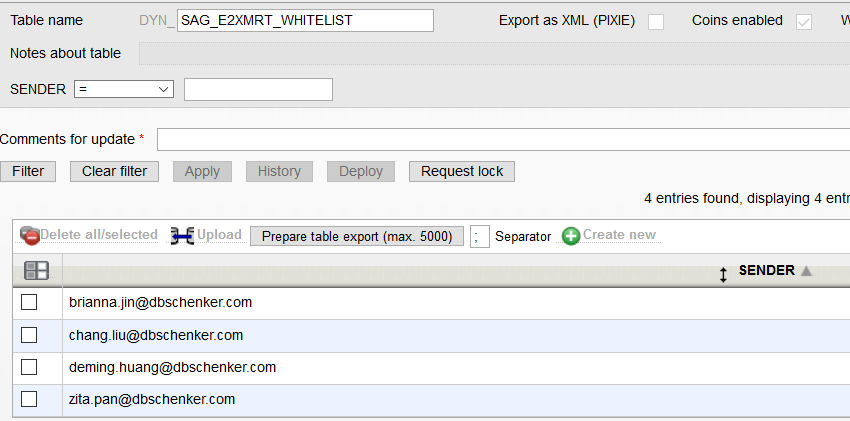 Table name DYN_ SAG_E2XMRT_WHITELIST Export as XML (PIXIE) Coins enabled W
Notes about table
SENDER =
Comments for update *
Filter Clear filter Apply History Deploy Request lock
4 entries found, displaying 4 entr
Delete all/selected Upload Prepare table export (max. 5000) ; Separator Create new
SENDER
brianna.jin@dbschenker.com
chang.liu@dbschenker.com
deming.huang@dbschenker.com
zita.pan@dbschenker.com